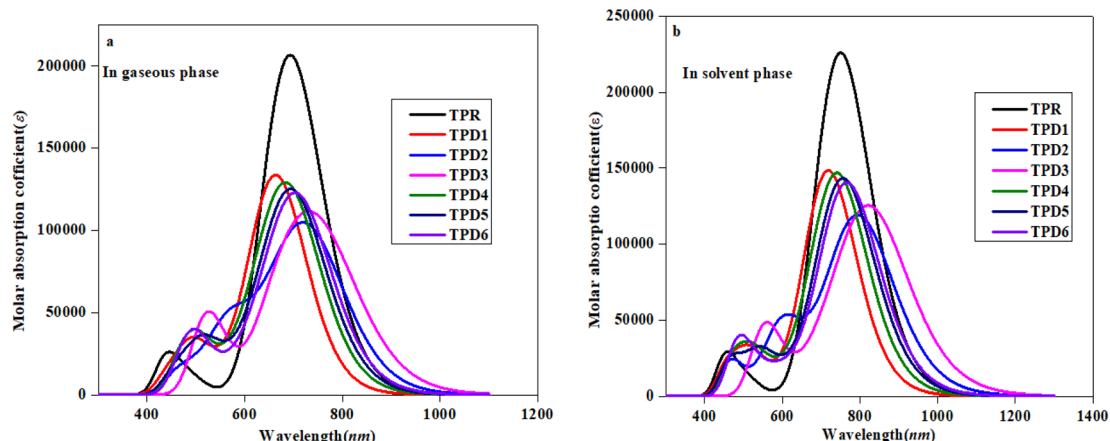 a
In gaseous phase
Molar absorption cofficient(ε)
200000
150000
100000
50000
0
400
600
800
1000
1200
Wavelength(nm)
TPR
TPD1
TPD2
TPD3
TPD4
TPD5
TPD6
b
In solvent phase
Molar absorptio cofficient(ε)
250000
200000
150000
100000
50000
0
400
600
800
1000
1200
1400
Wavelength(nm)
TPR
TPD1
TPD2
TPD3
TPD4
TPD5
TPD6